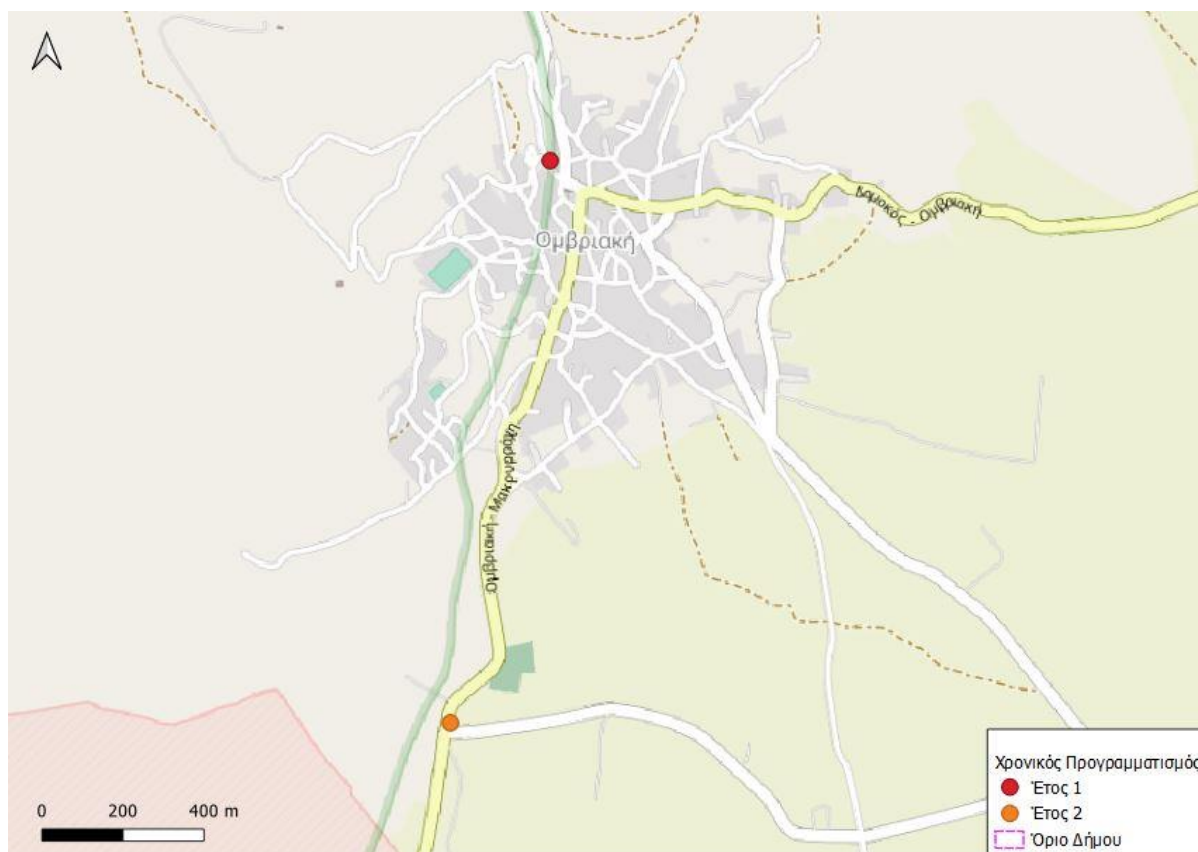 Δομοκός - Ομβριακή
Ομβριακή
Ομβριακή - Μακρυρράχη
0 200 400 m
Χρονικός Προγραμματισμός
Έτος 1
Έτος 2
Όριο Δήμου